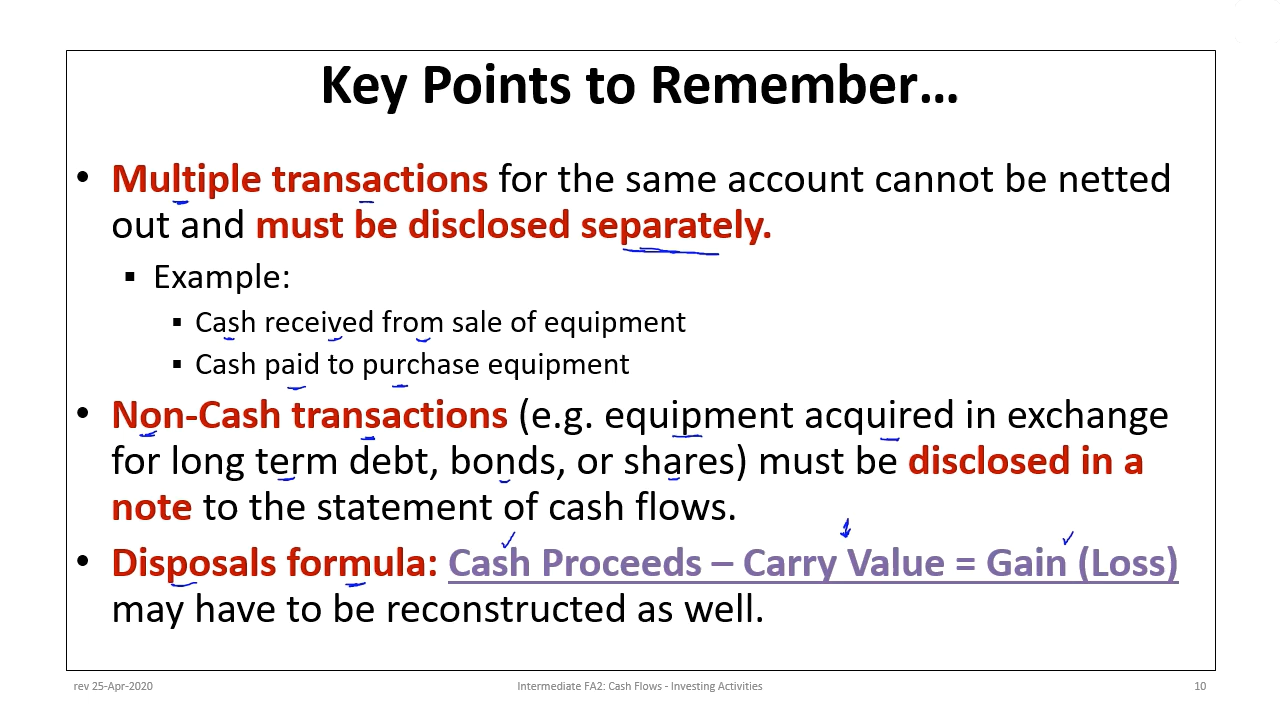 Key Points to Remember…
• Multiple transactions for the same account cannot be netted
out and must be disclosed separately.
▪ Example:
▪ Cash received from sale of equipment
▪ Cash paid to purchase equipment
• Non-Cash transactions (e.g. equipment acquired in exchange
for long term debt, bonds, or shares) must be disclosed in a
note to the statement of cash flows.
• Disposals formula: Cash Proceeds – Carry Value = Gain (Loss)
may have to be reconstructed as well.
rev 25-Apr-2020
Intermediate FA2: Cash Flows - Investing Activities
10